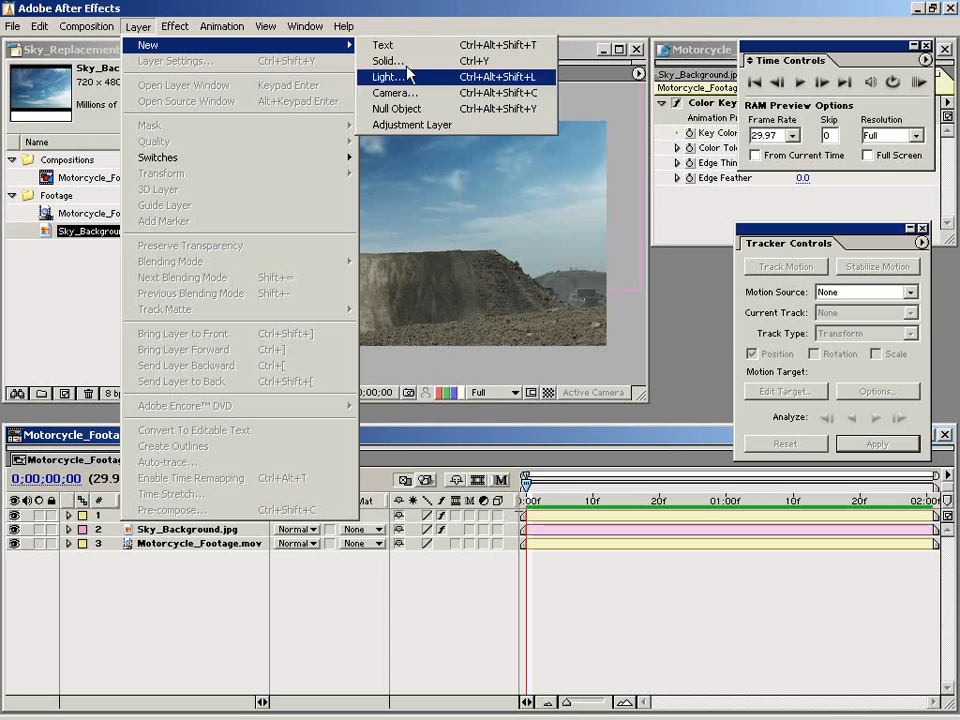 Adobe After Effects
File Edit Composition Layer Effect Animation View Window Help
Sky_Replacement
Sky_Bac
Millions of
Name
Compositions
Motorcycle_Fo
Footage
Motorcycle_Fo
Sky_Backgrou
8 bp
New
Layer Settings... Ctrl+Shift+Y
Open Layer Window Keypad Enter
Open Source Window Alt+Keypad Enter
Mask
Quality
Switches
Transform
3D Layer
Guide Layer
Add Marker
Preserve Transparency
Blending Mode
Next Blending Mode Shift+=
Previous Blending Mode Shift+-
Track Matte
Bring Layer to Front Ctrl+Shift+]
Bring Layer Forward Ctrl+]
Send Layer Backward Ctrl+[
Send Layer to Back Ctrl+Shift+[
Adobe Encore™ DVD
Convert To Editable Text
Create Outlines
Auto-trace...
Enable Time Remapping Ctrl+Alt+T
Time Stretch...
Pre-compose... Ctrl+Shift+C
Text Ctrl+Alt+Shift+T
Solid... Ctrl+Y
Light... Ctrl+Alt+Shift+L
Camera... Ctrl+Alt+Shift+C
Null Object Ctrl+Alt+Shift+Y
Adjustment Layer
00;00 Full Active Camera
Motorcycle_
Sky_Background.jp
Motorcycle_Footag
Color Key
Animation Pr
Key Colo
Color Tol
Edge Thin
Edge Feather 0.0
Time Controls
RAM Preview Options
Frame Rate Skip Resolution
29.97 0 Full
From Current Time Full Screen
Tracker Controls
Track Motion Stabilize Motion
Motion Source: None
Current Track: None
Track Type: Transform
Position Rotation Scale
Motion Target:
Edit Target... Options...
Analyze:
Reset Apply
Motorcycle_Foota
Motorcycle_Footag
0;00;00;00 (29.9
# Mat
:00f 10f 20f 01:00f 10f 20f 02:00f
1
2 Sky_Background.jpg Normal None
3 Motorcycle_Footage.mov Normal None